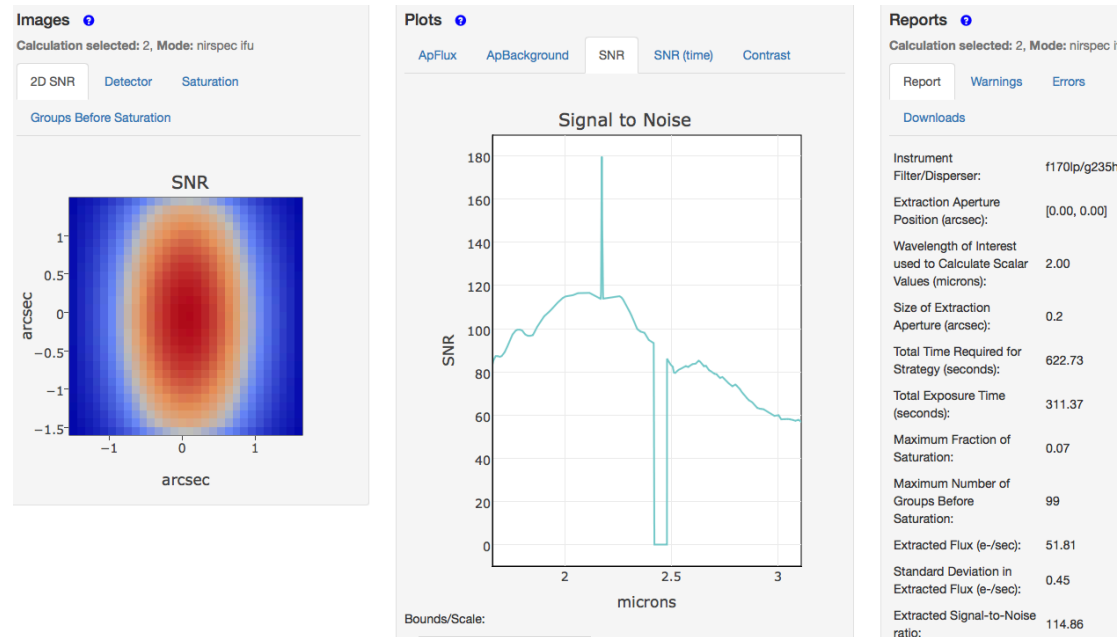 Images
Calculation selected: 2, Mode: nirspec ifu
2D SNR Detector Saturation
Groups Before Saturation
SNR
1
0.5
0
−0.5
−1
−1.5
arcsec
−1 0 1
arcsec
Plots
ApFlux ApBackground SNR SNR (time) Contrast
Signal to Noise
180
160
140
120
100
80
60
40
20
0
SNR
2 2.5 3
microns
Bounds/Scale:
Reports
Calculation selected: 2, Mode: nirspec i
Report Warnings Errors
Downloads
Instrument
Filter/Disperser: f170lp/g235h
Extraction Aperture
Position (arcsec): [0.00, 0.00]
Wavelength of Interest
used to Calculate Scalar 2.00
Values (microns):
Size of Extraction
Aperture (arcsec): 0.2
Total Time Required for
Strategy (seconds): 622.73
Total Exposure Time
(seconds): 311.37
Maximum Fraction of
Saturation: 0.07
Maximum Number of
Groups Before 99
Saturation:
Extracted Flux (e-/sec): 51.81
Standard Deviation in
Extracted Flux (e-/sec): 0.45
Extracted Signal-to-Noise
ratio: 114.86